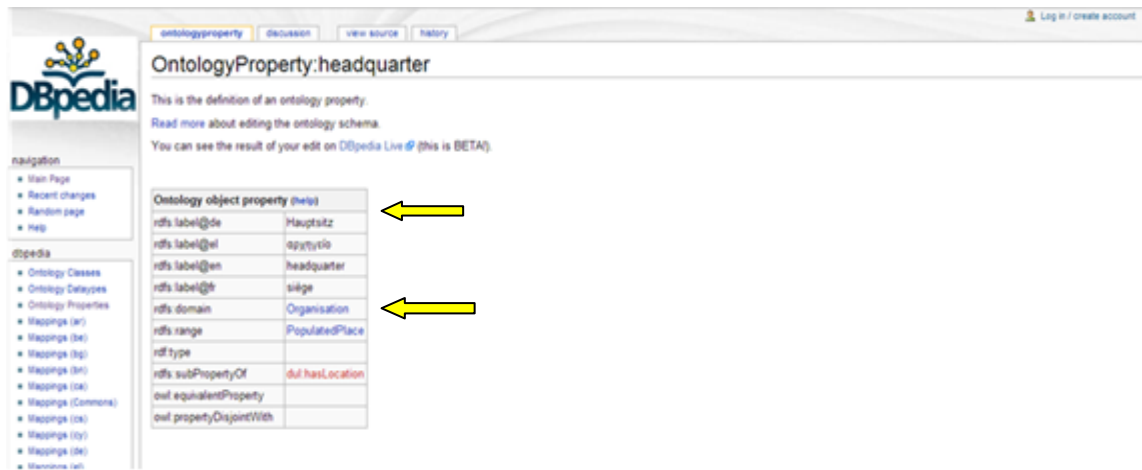 Log in / create account
ontologyproperty discussion view source history
DBpedia
OntologyProperty:headquarter
This is the definition of an ontology property.
Read more about editing the ontology schema.
You can see the result of your edit on DBpedia Live (this is BETA!).
navigation
Main Page
Recent changes
Random page
Help
dbpedia
Ontology Classes
Ontology Datatypes
Ontology Properties
Mappings (ar)
Mappings (be)
Mappings (bg)
Mappings (bn)
Mappings (ca)
Mappings (Commons)
Mappings (cs)
Mappings (cy)
Mappings (de)
Mappings (el)
Ontology object property (help)
rdfs:label@de Hauptsitz
rdfs:label@el αρχηγείο
rdfs:label@en headquarter
rdfs:label@fr siège
rdfs:domain Organisation
rdfs:range PopulatedPlace
rdf:type
rdfs:subPropertyOf dul:hasLocation
owl:equivalentProperty
owl:propertyDisjointWith